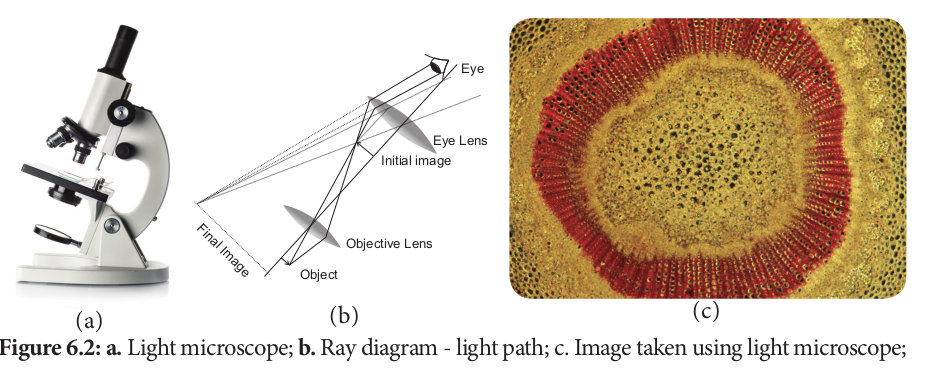 Eye
Eye Lens
Initial image
Objective Lens
Final Image
Object
(a)
(b)
(c)
Figure 6.2: a. Light microscope; b. Ray diagram - light path; c. Image taken using light microscope;